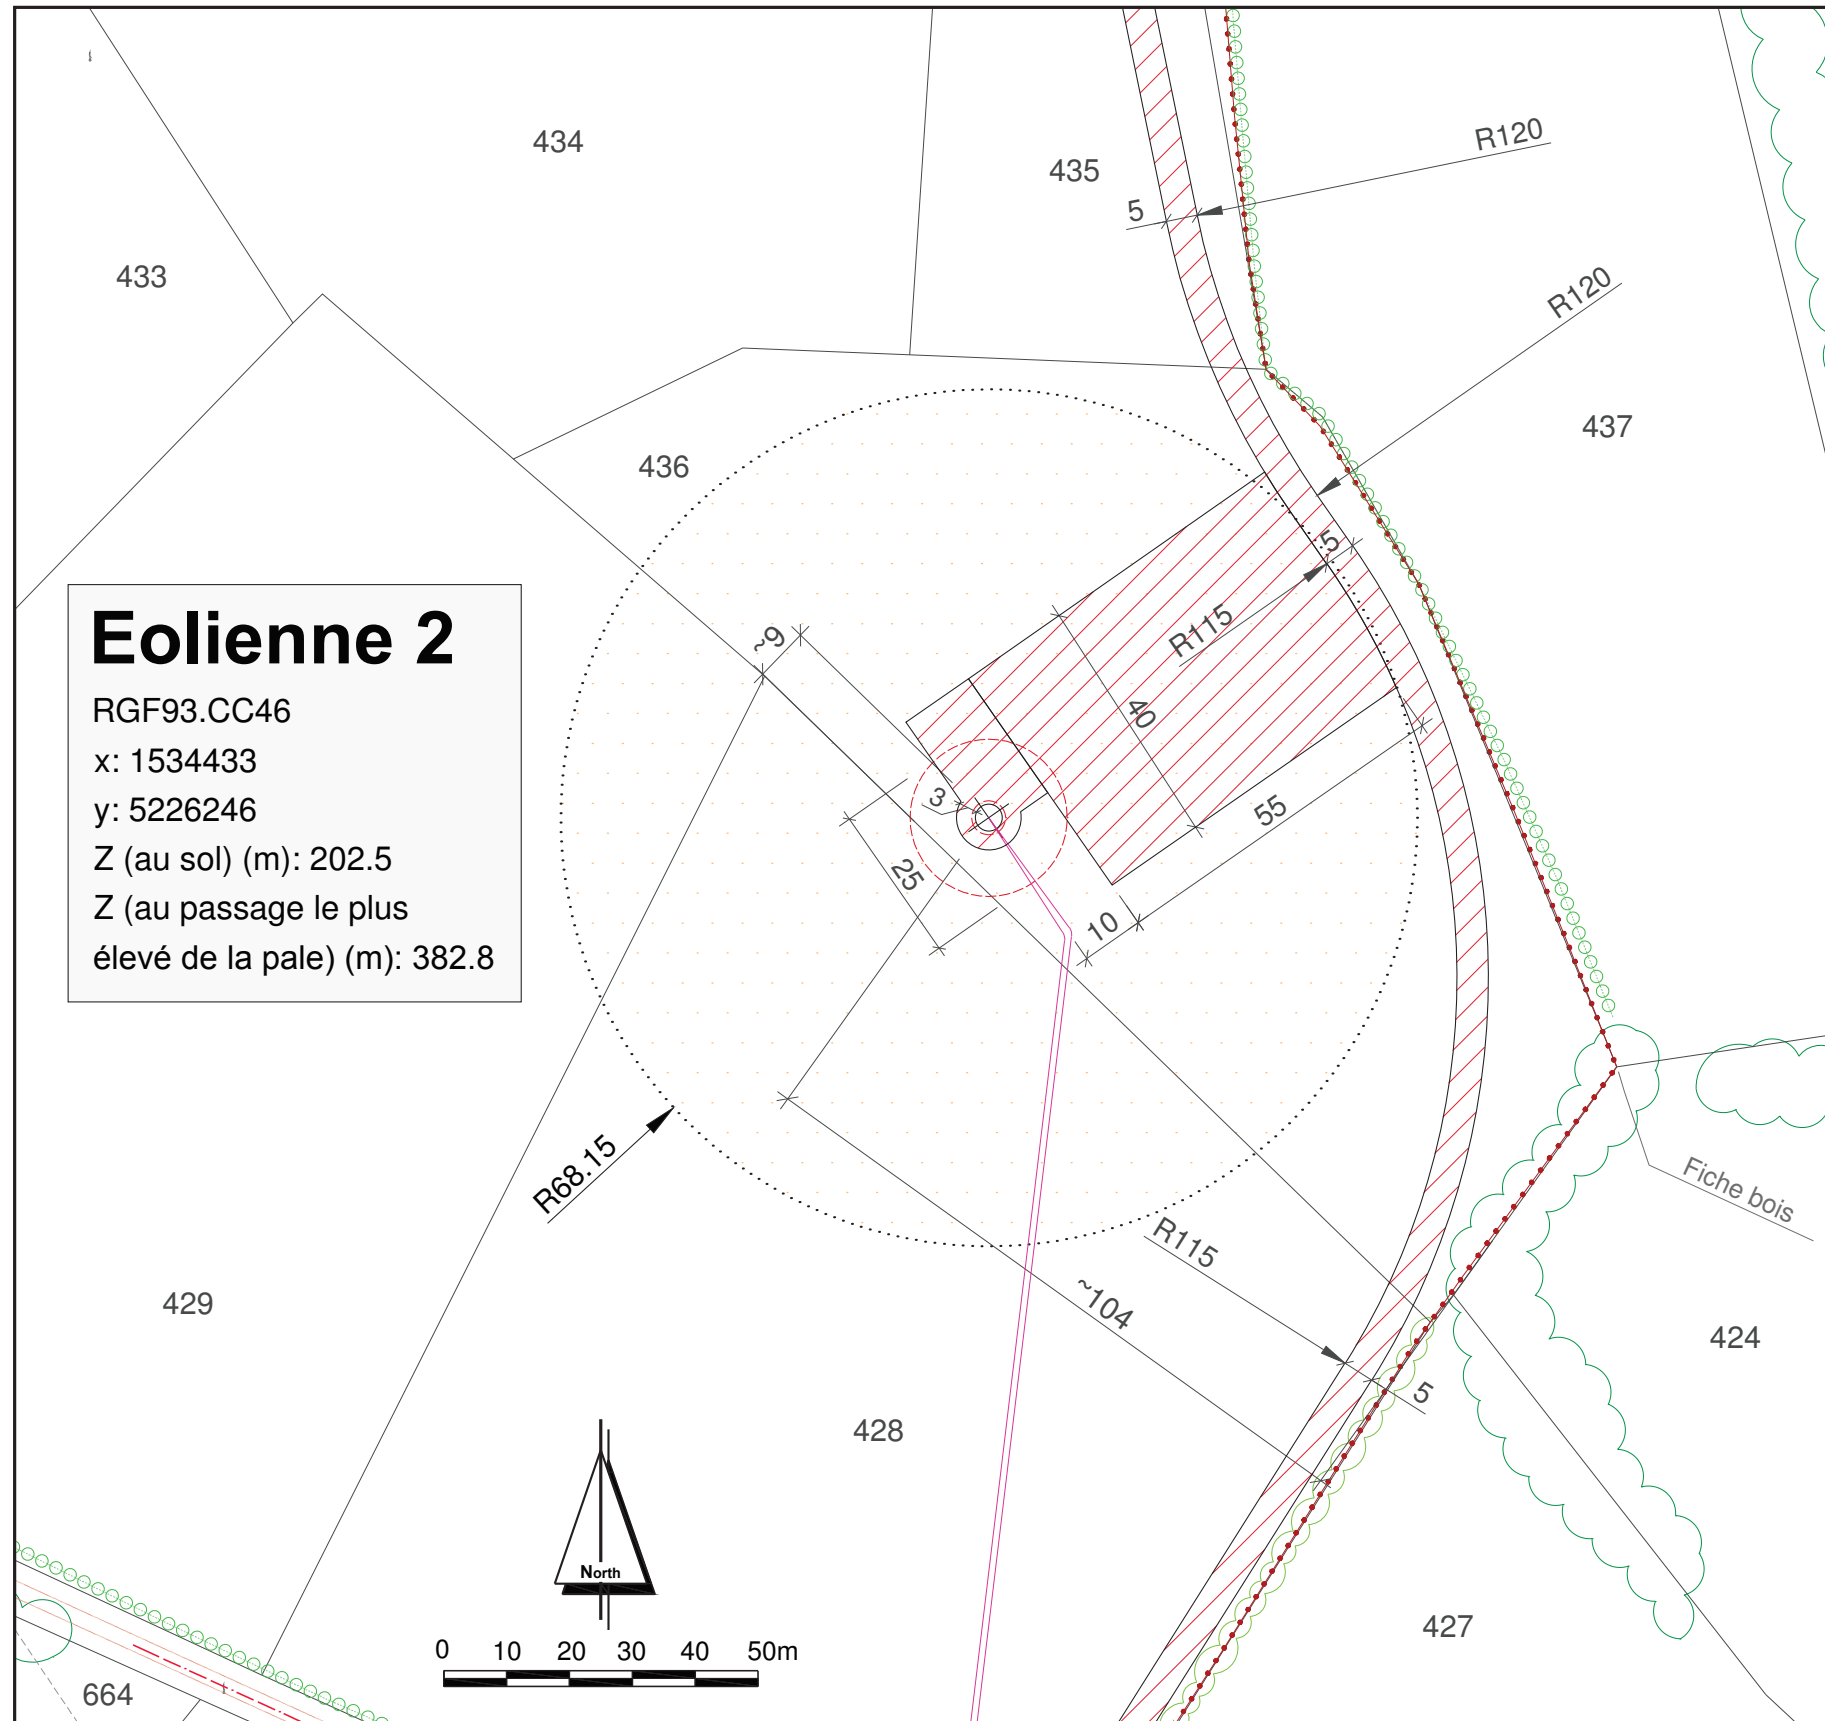 434
R120
435
5
433
R120
437
436
5
Eolienne 2
RGF93.CC46
x: 1534433
y: 5226246
Z (au sol) (m): 202.5
Z (au passage le plus
élevé de la pale) (m): 382.8
~9
R115
40
3
55
25
10
R68.15
Fiche bois
R115
~104
429
424
5
428
North
427
0 10 20 30 40 50m
664